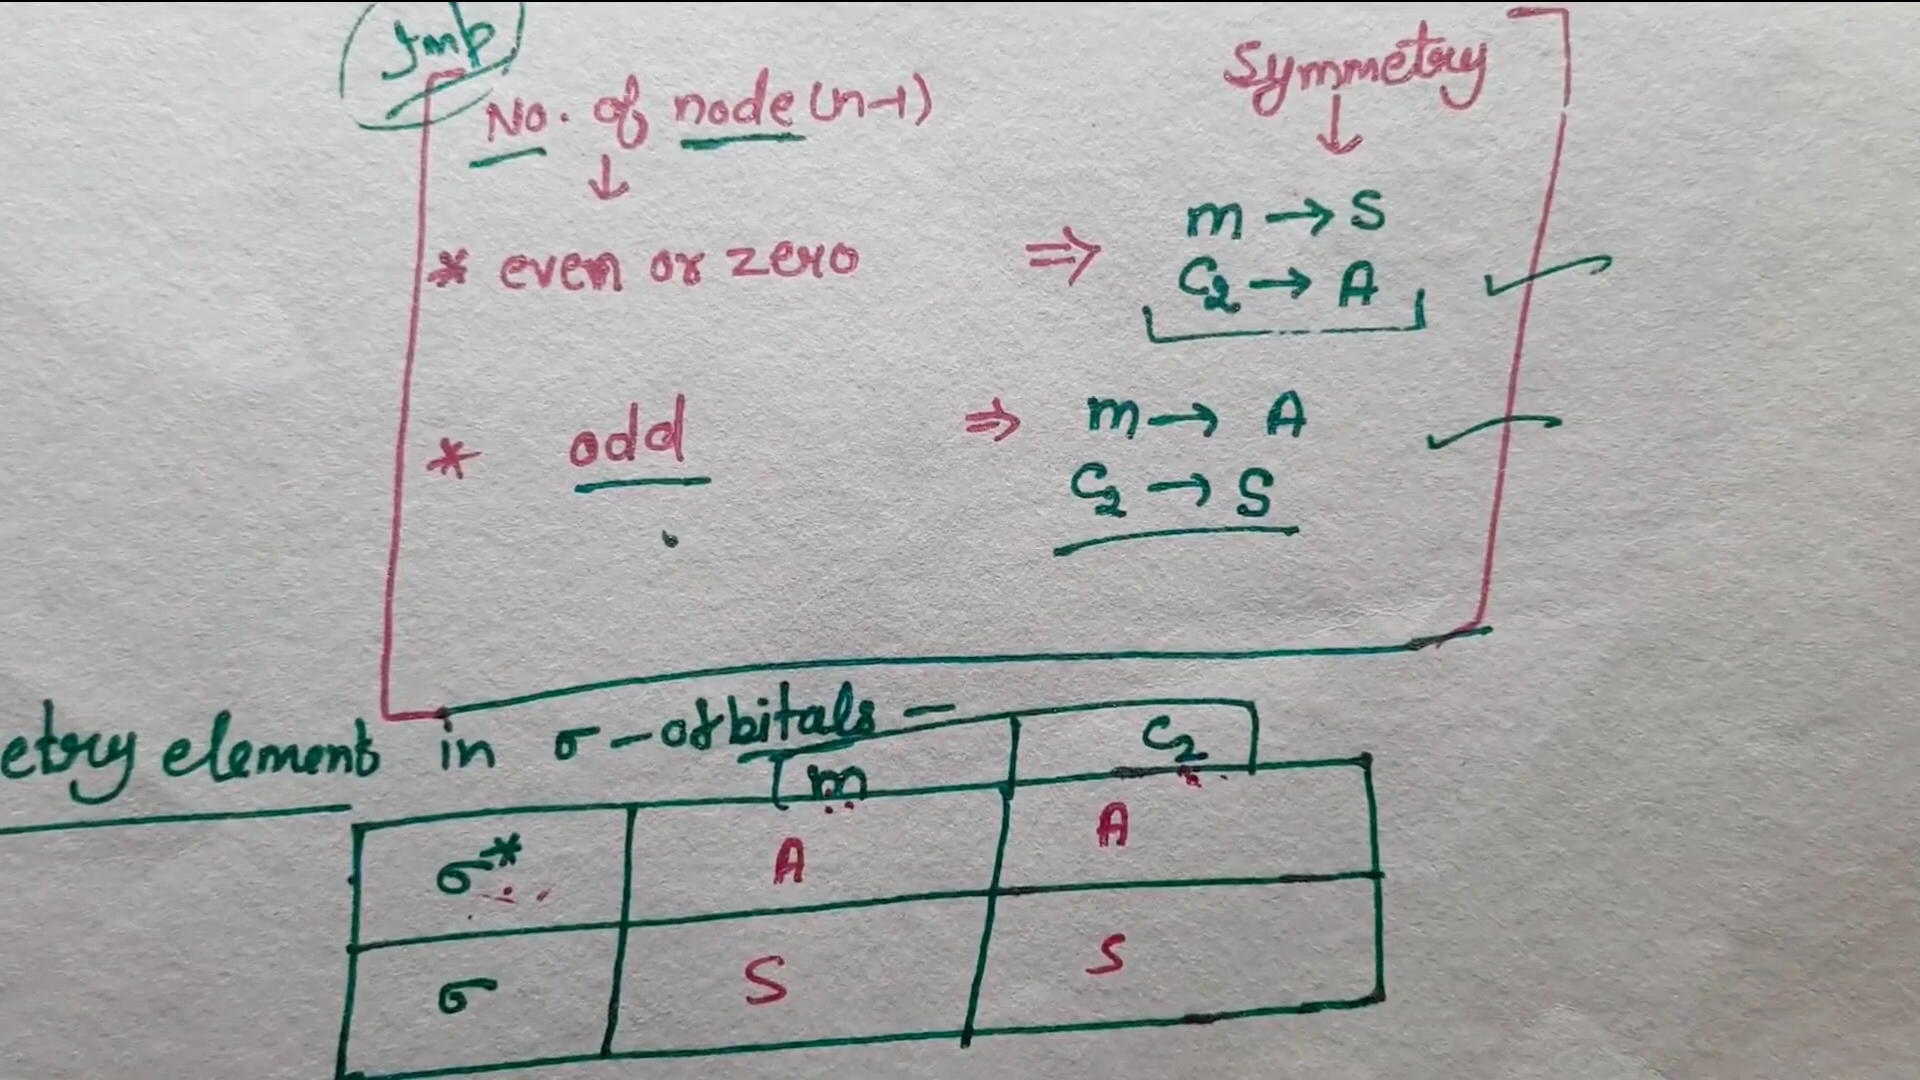 Imp
No. of node (n-1) Symmetry
↓ ↓
* even or zero ⇒ m → S
C2 → A
* odd ⇒ m → A
C2 → S
etry element in σ-orbitals -
m C2
σ* A A
σ S S